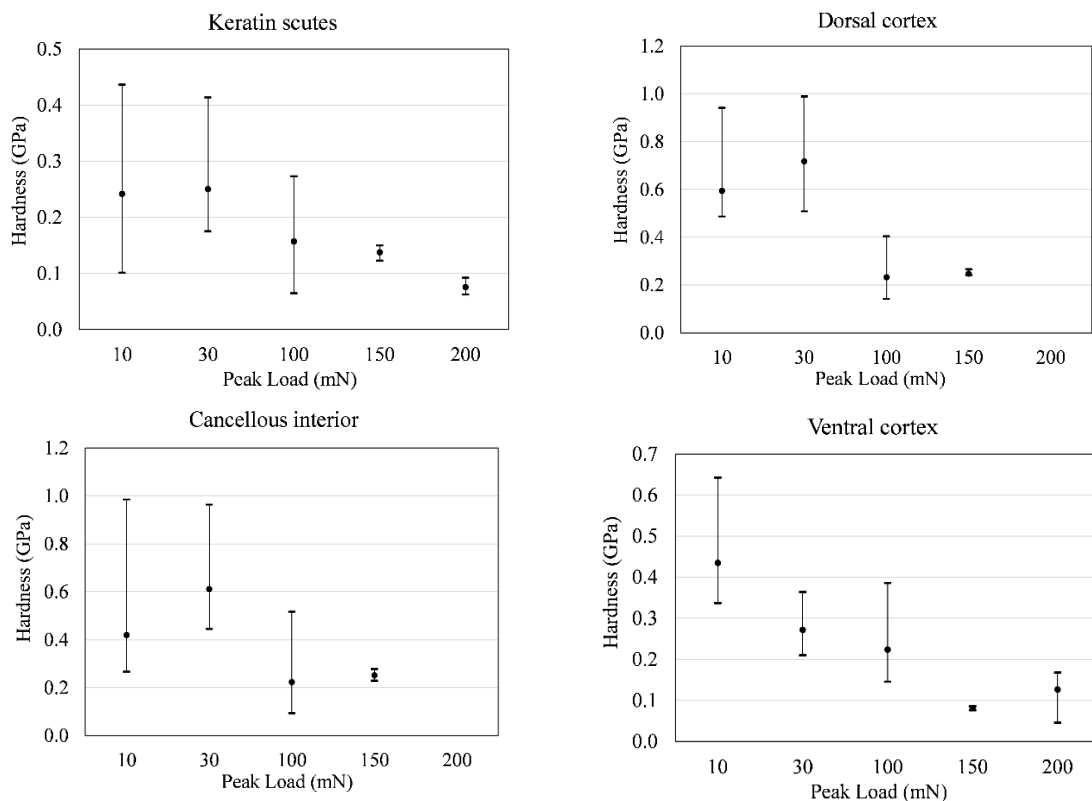 Keratin scutes
Hardness (GPa)
0.5
0.4
0.3
0.2
0.1
0.0
10 30 100 150 200
Peak Load (mN)
Dorsal cortex
Hardness (GPa)
1.2
1.0
0.8
0.6
0.4
0.2
0.0
10 30 100 150 200
Peak Load (mN)
Cancellous interior
Hardness (GPa)
1.2
1.0
0.8
0.6
0.4
0.2
0.0
10 30 100 150 200
Peak Load (mN)
Ventral cortex
Hardness (GPa)
0.7
0.6
0.5
0.4
0.3
0.2
0.1
0.0
10 30 100 150 200
Peak Load (mN)